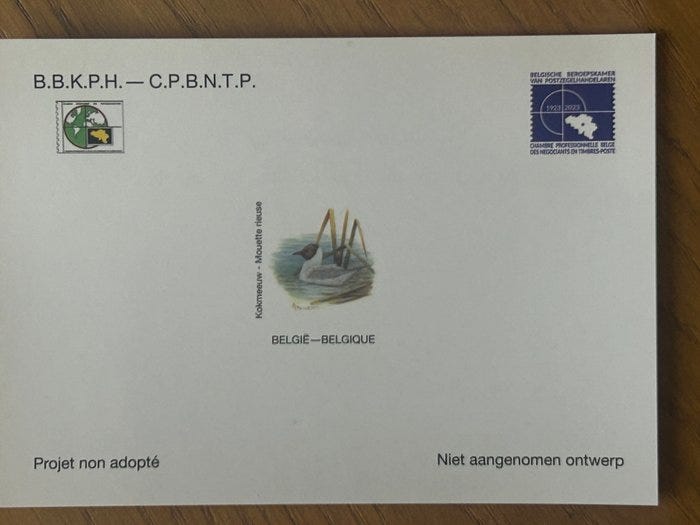 B.B.K.P.H. — C.P.B.N.T.P.
BELGISCHE BEROEPSKAMER
VAN POSTZEGELHANDELAREN
1923 2023
CHAMBRE PROFESSIONNELLE BELGE
DES NEGOCIANTS EN TIMBRES-POSTE
Kokmeeuw - Mouette rieuse
BELGIË—BELGIQUE
Projet non adopté
Niet aangenomen ontwerp